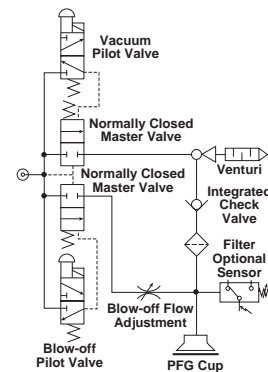 Vacuum
Pilot Valve
Normally Closed
Master Valve
Venturi
Normally Closed
Master Valve
Integrated
Check
Valve
Filter
Optional
Sensor
Blow-off Flow
Adjustment
Blow-off
Pilot Valve
PFG Cup